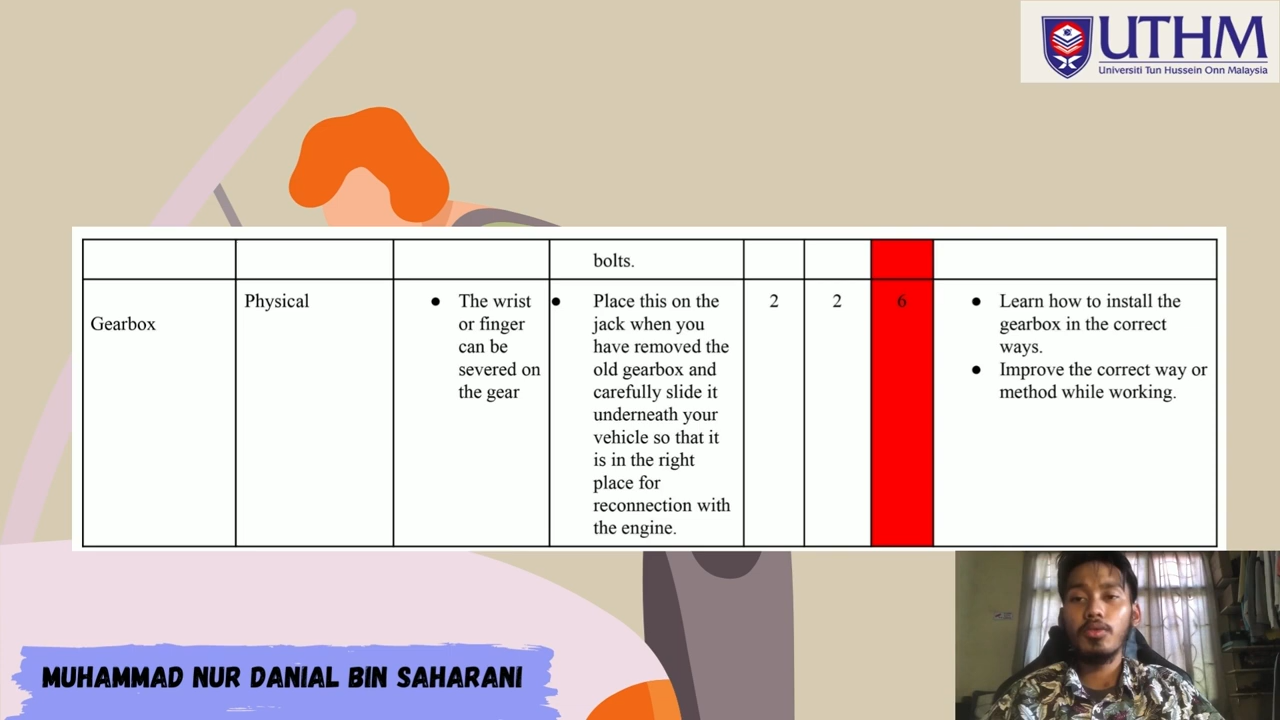 UTHM
Universiti Tun Hussein Onn Malaysia
bolts.
Gearbox
Physical
● The wrist
or finger
can be
severed on
the gear
● Place this on the
jack when you
have removed the
old gearbox and
carefully slide it
underneath your
vehicle so that it
is in the right
place for
reconnection with
the engine.
2
2
6
● Learn how to install the
gearbox in the correct
ways.
● Improve the correct way or
method while working.
MUHAMMAD NUR DANIAL BIN SAHARANI